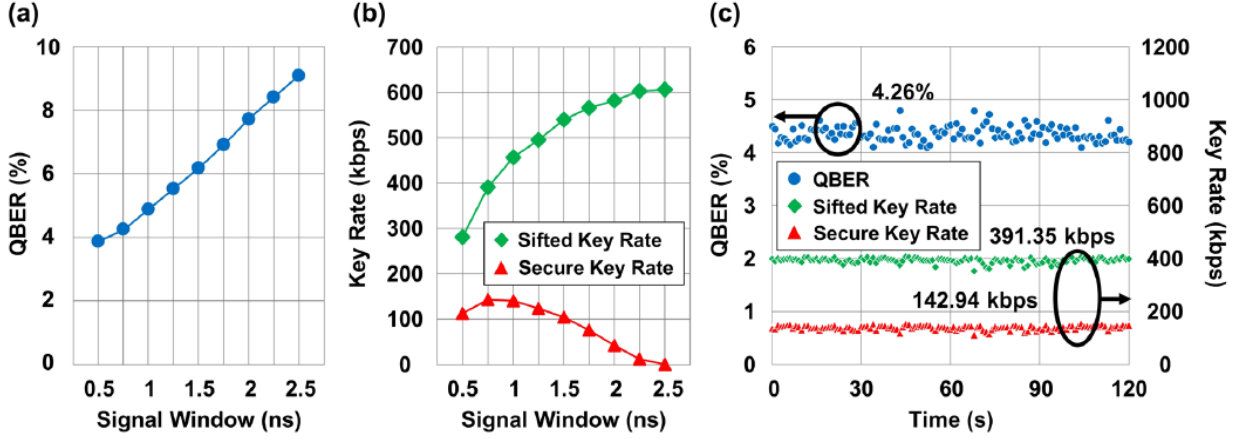 (a)
10
8
6
4
2
0
QBER (%)
0.5 1 1.5 2 2.5
Signal Window (ns)
(b)
700
600
500
400
300
200
100
0
Key Rate (kbps)
Sifted Key Rate
Secure Key Rate
0.5 1 1.5 2 2.5
Signal Window (ns)
(c)
6
5
4
3
2
1
0
QBER (%)
4.26%
QBER
Sifted Key Rate
Secure Key Rate
391.35 kbps
142.94 kbps
1200
1000
800
600
400
200
0
Key Rate (kbps)
0 30 60 90 120
Time (s)